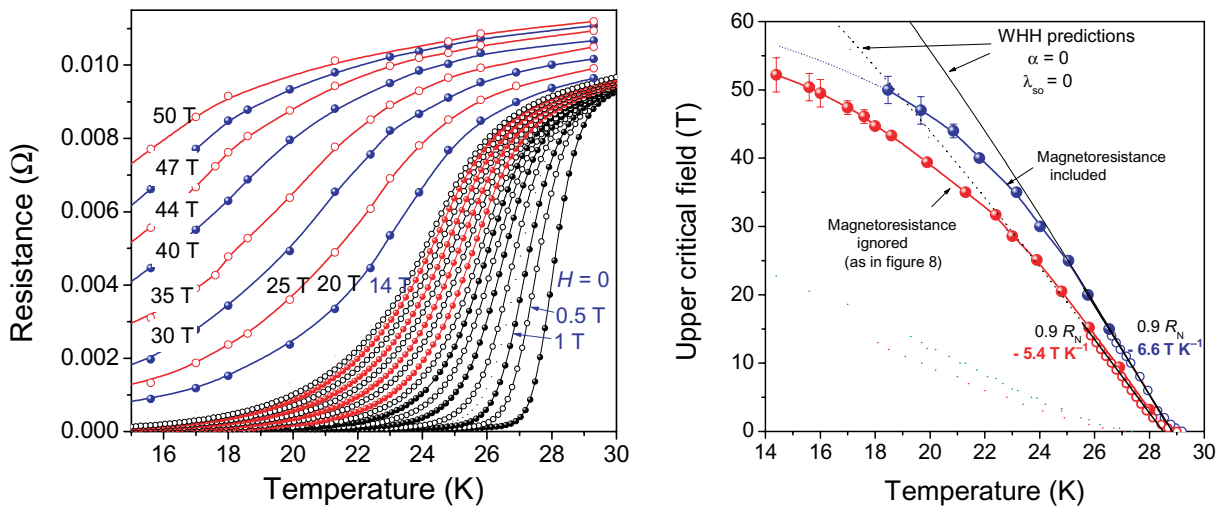 0.010
0.008
0.006
0.004
0.002
0.000
Resistance (Ω)
50 T
47 T
44 T
40 T
35 T
30 T
25 T
20 T
14 T
H = 0
0.5 T
1 T
16 18 20 22 24 26 28 30
Temperature (K)
60
50
40
30
20
10
0
Upper critical field (T)
WHH predictions
α = 0
λso = 0
Magnetoresistance
included
Magnetoresistance
ignored
(as in figure 8)
0.9 RN
- 5.4 T K⁻¹
0.9 RN
- 6.6 T K⁻¹
14 16 18 20 22 24 26 28 30
Temperature (K)